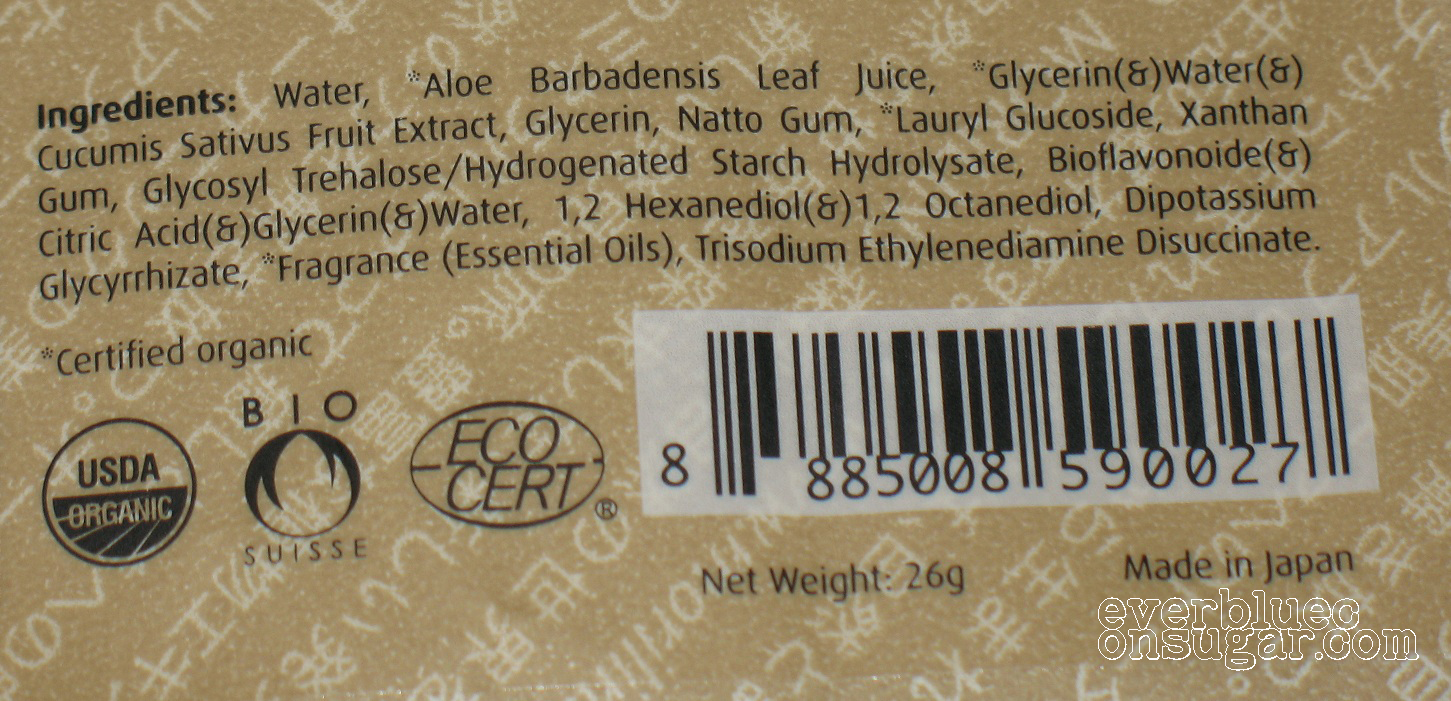 Ingredients: Water, *Aloe Barbadensis Leaf Juice, *Glycerin(&)Water(&)
Cucumis Sativus Fruit Extract, Glycerin, Natto Gum, *Lauryl Glucoside, Xanthan
Gum, Glycosyl Trehalose/Hydrogenated Starch Hydrolysate, Bioflavonoide(&)
Citric Acid(&)Glycerin(&)Water, 1,2 Hexanediol(&)1,2 Octanediol, Dipotassium
Glycyrrhizate, *Fragrance (Essential Oils), Trisodium Ethylenediamine Disuccinate.
*Certified organic
USDA
ORGANIC
BIO
SUISSE
ECO
CERT®
8 885008 590027
Net Weight: 26g
Made in Japan
everbluec
onsugar.com